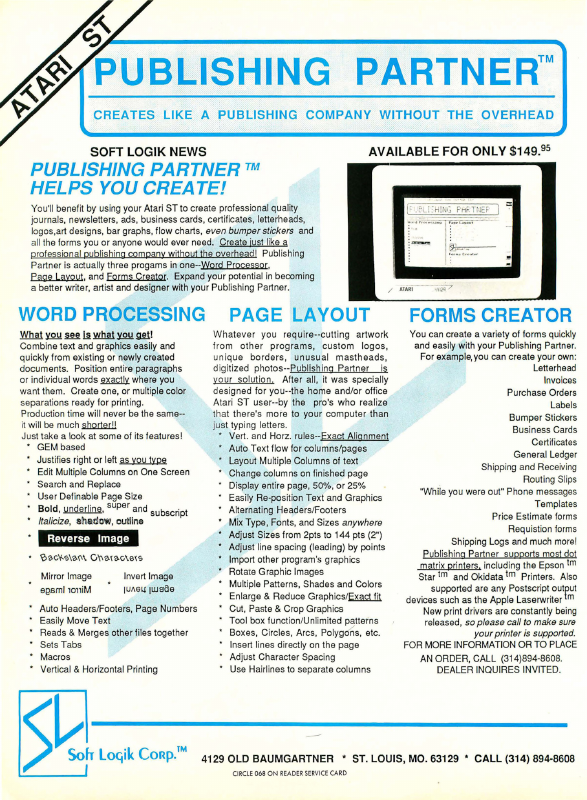 ATARI ST
PUBLISHING PARTNER™
CREATES LIKE A PUBLISHING COMPANY WITHOUT THE OVERHEAD
SOFT LOGIK NEWS
PUBLISHING PARTNER ™
HELPS YOU CREATE!
You'll benefit by using your Atari ST to create professional quality
journals, newsletters, ads, business cards, certificates, letterheads,
logos,art designs, bar graphs, flow charts, even bumper stickers and
all the forms you or anyone would ever need. Create just like a
professional publishing company without the overhead! Publishing
Partner is actually three progams in one--Word Processor,
Page Layout, and Forms Creator. Expand your potential in becoming
a better writer, artist and designer with your Publishing Partner.
AVAILABLE FOR ONLY $149.95
PUBLISHING PARTNER
Word Processing
Page Layout
Forms Creator
ATARI
WORD PROCESSING
What you see is what you get!
Combine text and graphics easily and
quickly from existing or newly created
documents. Position entire paragraphs
or individual words exactly where you
want them. Create one, or multiple color
separations ready for printing.
Production time will never be the same--
it will be much shorter!!
Just take a look at some of its features!
* GEM based
* Justifies right or left as you type
* Edit Multiple Columns on One Screen
* Search and Replace
* User Definable Page Size
* Bold, underline, super and subscript
* Italicize, shadow, outline
* Reverse Image
* Backslant Characters
* Mirror Image
Mirror Image
* Invert Image
Invert Image
* Auto Headers/Footers, Page Numbers
* Easily Move Text
* Reads & Merges other files together
* Sets Tabs
* Macros
* Vertical & Horizontal Printing
PAGE LAYOUT
Whatever you require--cutting artwork
from other programs, custom logos,
unique borders, unusual mastheads,
digitized photos--Publishing Partner is
your solution. After all, it was specially
designed for you--the home and/or office
Atari ST user--by the pro's who realize
that there's more to your computer than
just typing letters.
* Vert. and Horz. rules--Exact Alignment
* Auto Text flow for columns/pages
* Layout Multiple Columns of text
* Change columns on finished page
* Display entire page, 50%, or 25%
* Easily Re-position Text and Graphics
* Alternating Headers/Footers
* Mix Type, Fonts, and Sizes anywhere
* Adjust Sizes from 2pts to 144 pts (2")
* Adjust line spacing (leading) by points
* Import other program's graphics
* Rotate Graphic Images
* Multiple Patterns, Shades and Colors
* Enlarge & Reduce Graphics/Exact fit
* Cut, Paste & Crop Graphics
* Tool box function/Unlimited patterns
* Boxes, Circles, Arcs, Polygons, etc.
* Insert lines directly on the page
* Adjust Character Spacing
* Use Hairlines to separate columns
FORMS CREATOR
You can create a variety of forms quickly
and easily with your Publishing Partner.
For example,you can create your own:
Letterhead
Invoices
Purchase Orders
Labels
Bumper Stickers
Business Cards
Certificates
General Ledger
Shipping and Receiving
Routing Slips
"While you were out" Phone messages
Templates
Price Estimate forms
Requistion forms
Shipping Logs and much more!
Publishing Partner supports most dot
matrix printers, including the Epson tm
Star tm and Okidata tm Printers. Also
supported are any Postscript output
devices such as the Apple Laserwriter tm
New print drivers are constantly being
released, so please call to make sure
your printer is supported.
FOR MORE INFORMATION OR TO PLACE
AN ORDER, CALL (314)894-8608.
DEALER INQUIRES INVITED.
SL
Soft Logik Corp.™
4129 OLD BAUMGARTNER * ST. LOUIS, MO. 63129 * CALL (314) 894-8608
CIRCLE 068 ON READER SERVICE CARD